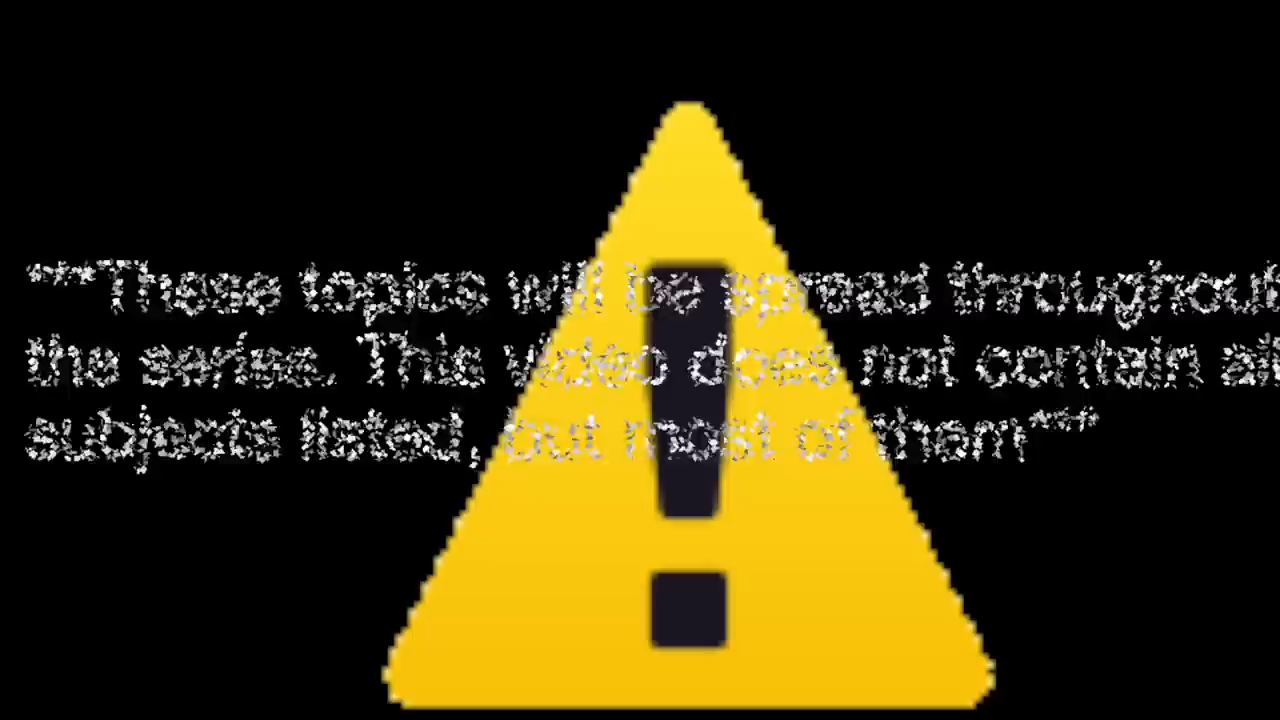 ***These topics will be spread throughout
the series. This video does not contain all
subjects listed, but most of them***